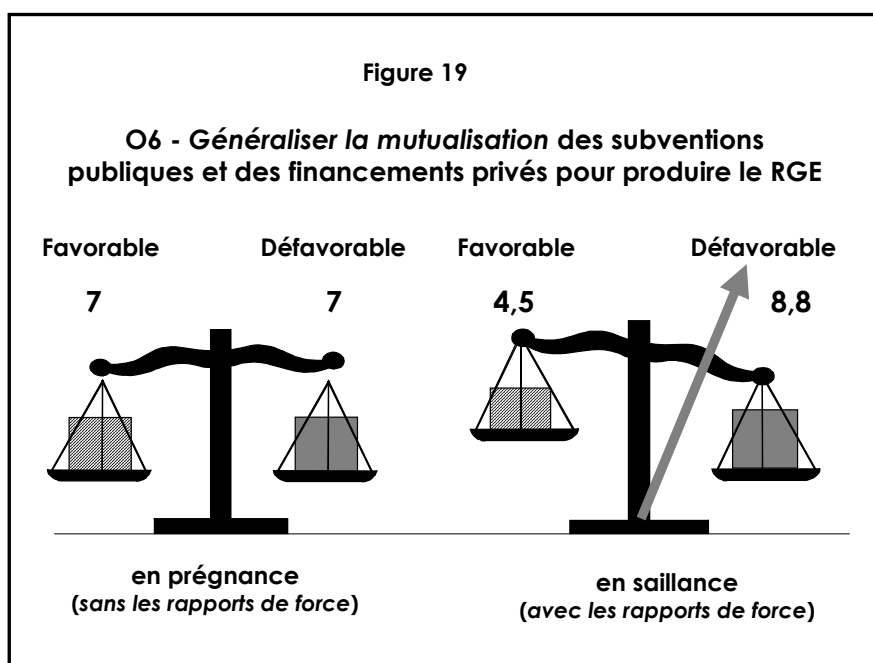 Figure 19
O6 - Généraliser la mutualisation des subventions
publiques et des financements privés pour produire le RGE
Favorable Défavorable Favorable Défavorable
7 7 4,5 8,8
en prégnance
(sans les rapports de force)
en saillance
(avec les rapports de force)